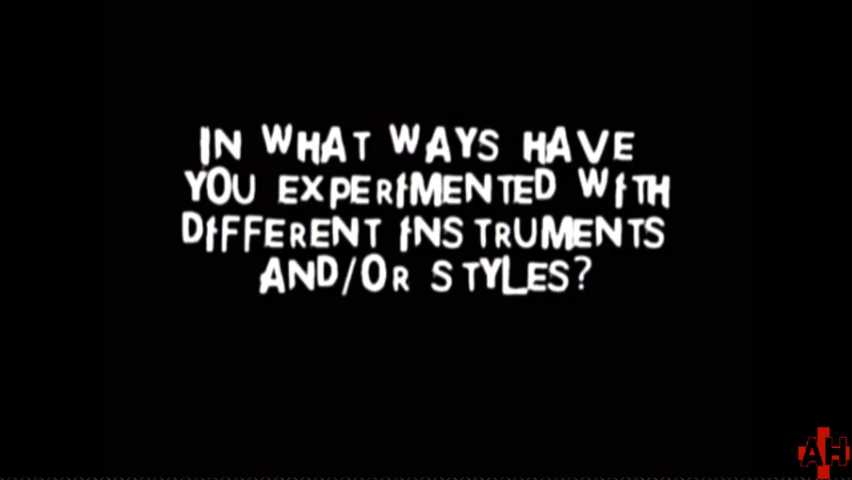 IN WHAT WAYS HAVE
YOU EXPERIMENTED WITH
DIFFERENT INSTRUMENTS
AND/OR STYLES?
AH